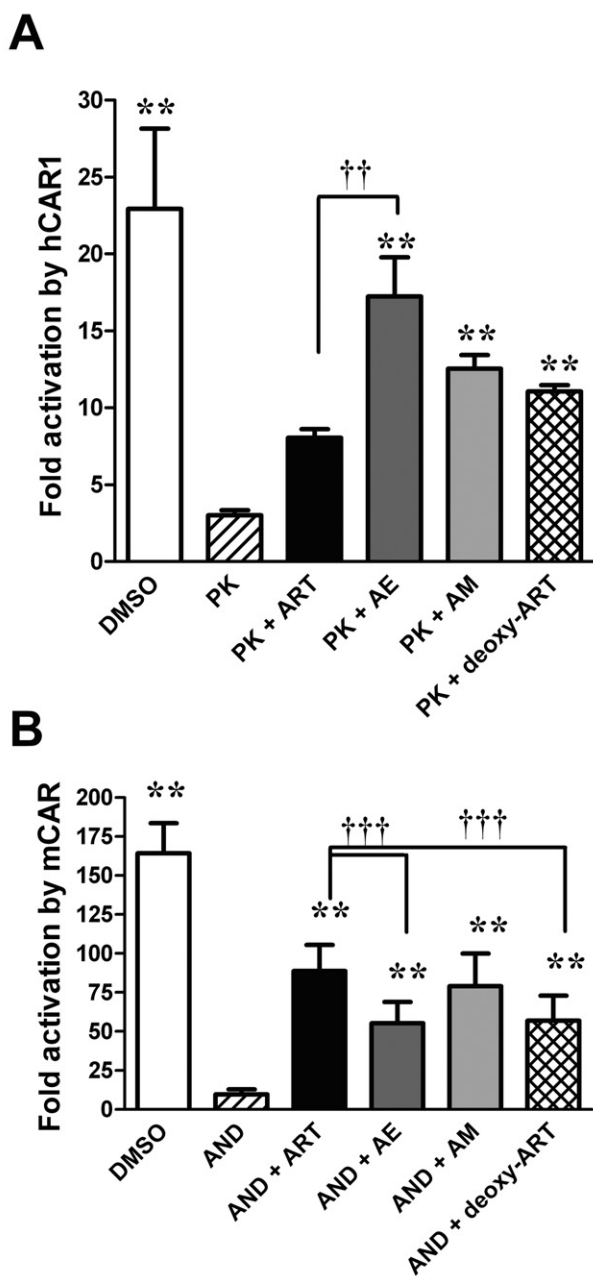 A
Fold activation by hCAR1
30
25
20
15
10
5
0
**
††
**
**
**
DMSO
PK
PK + ART
PK + AE
PK + AM
PK + deoxy-ART
B
Fold activation by mCAR
200
175
150
125
100
75
50
25
0
**
†††
†††
**
**
**
**
DMSO
AND
AND + ART
AND + AE
AND + AM
AND + deoxy-ART